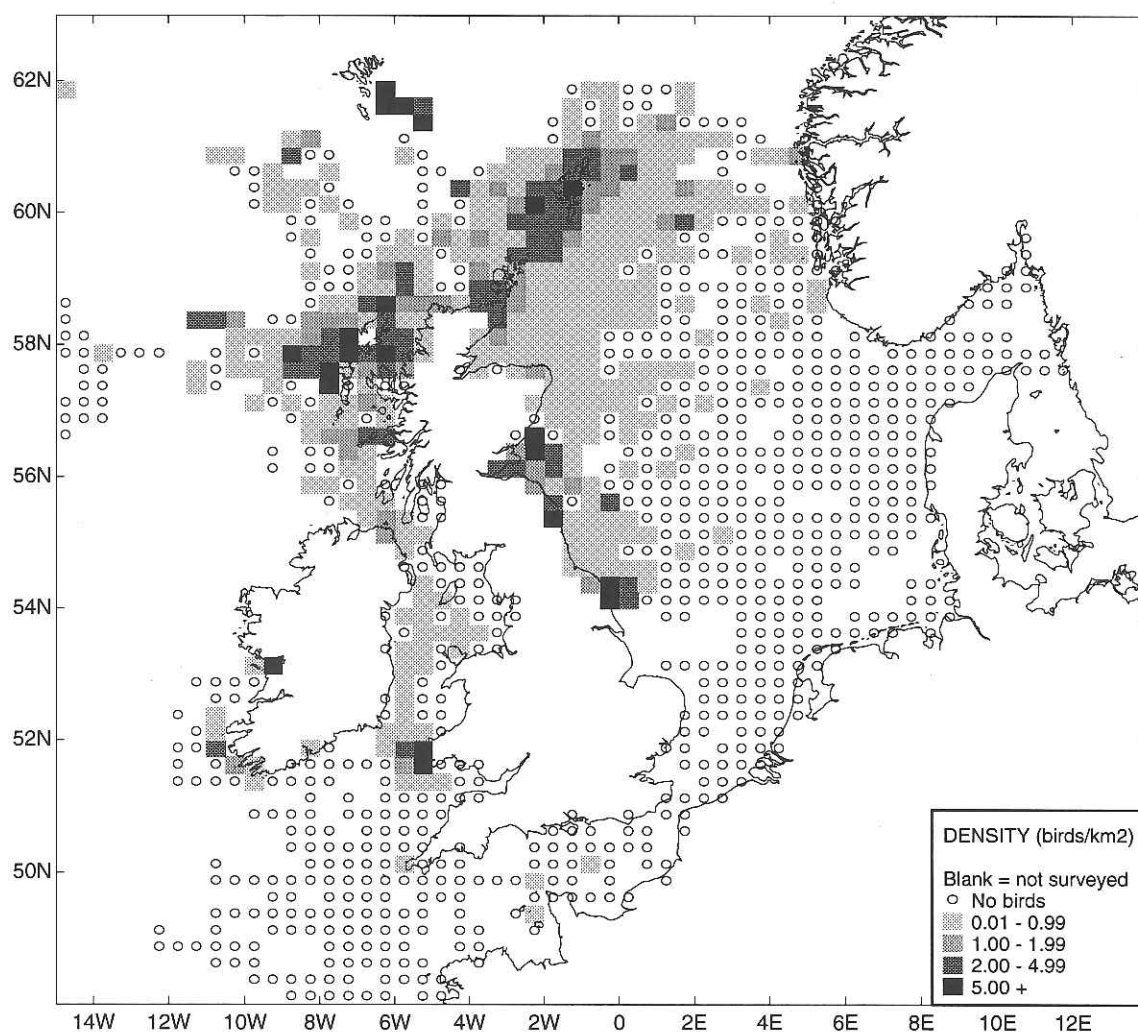 62N
60N
58N
56N
54N
52N
50N
14W 12W 10W 8W 6W 4W 2W 0 2E 4E 6E 8E 10E 12E
DENSITY (birds/km2)
Blank = not surveyed
No birds
0.01 - 0.99
1.00 - 1.99
2.00 - 4.99
5.00 +